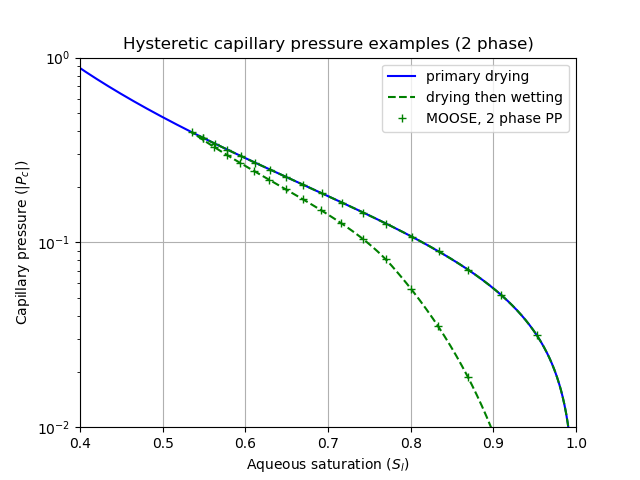 Hysteretic capillary pressure examples (2 phase)
primary drying
drying then wetting
MOOSE, 2 phase PP
Capillary pressure (|P_c|)
10^0
10^{-1}
10^{-2}
0.4 0.5 0.6 0.7 0.8 0.9 1.0
Aqueous saturation (S_l)